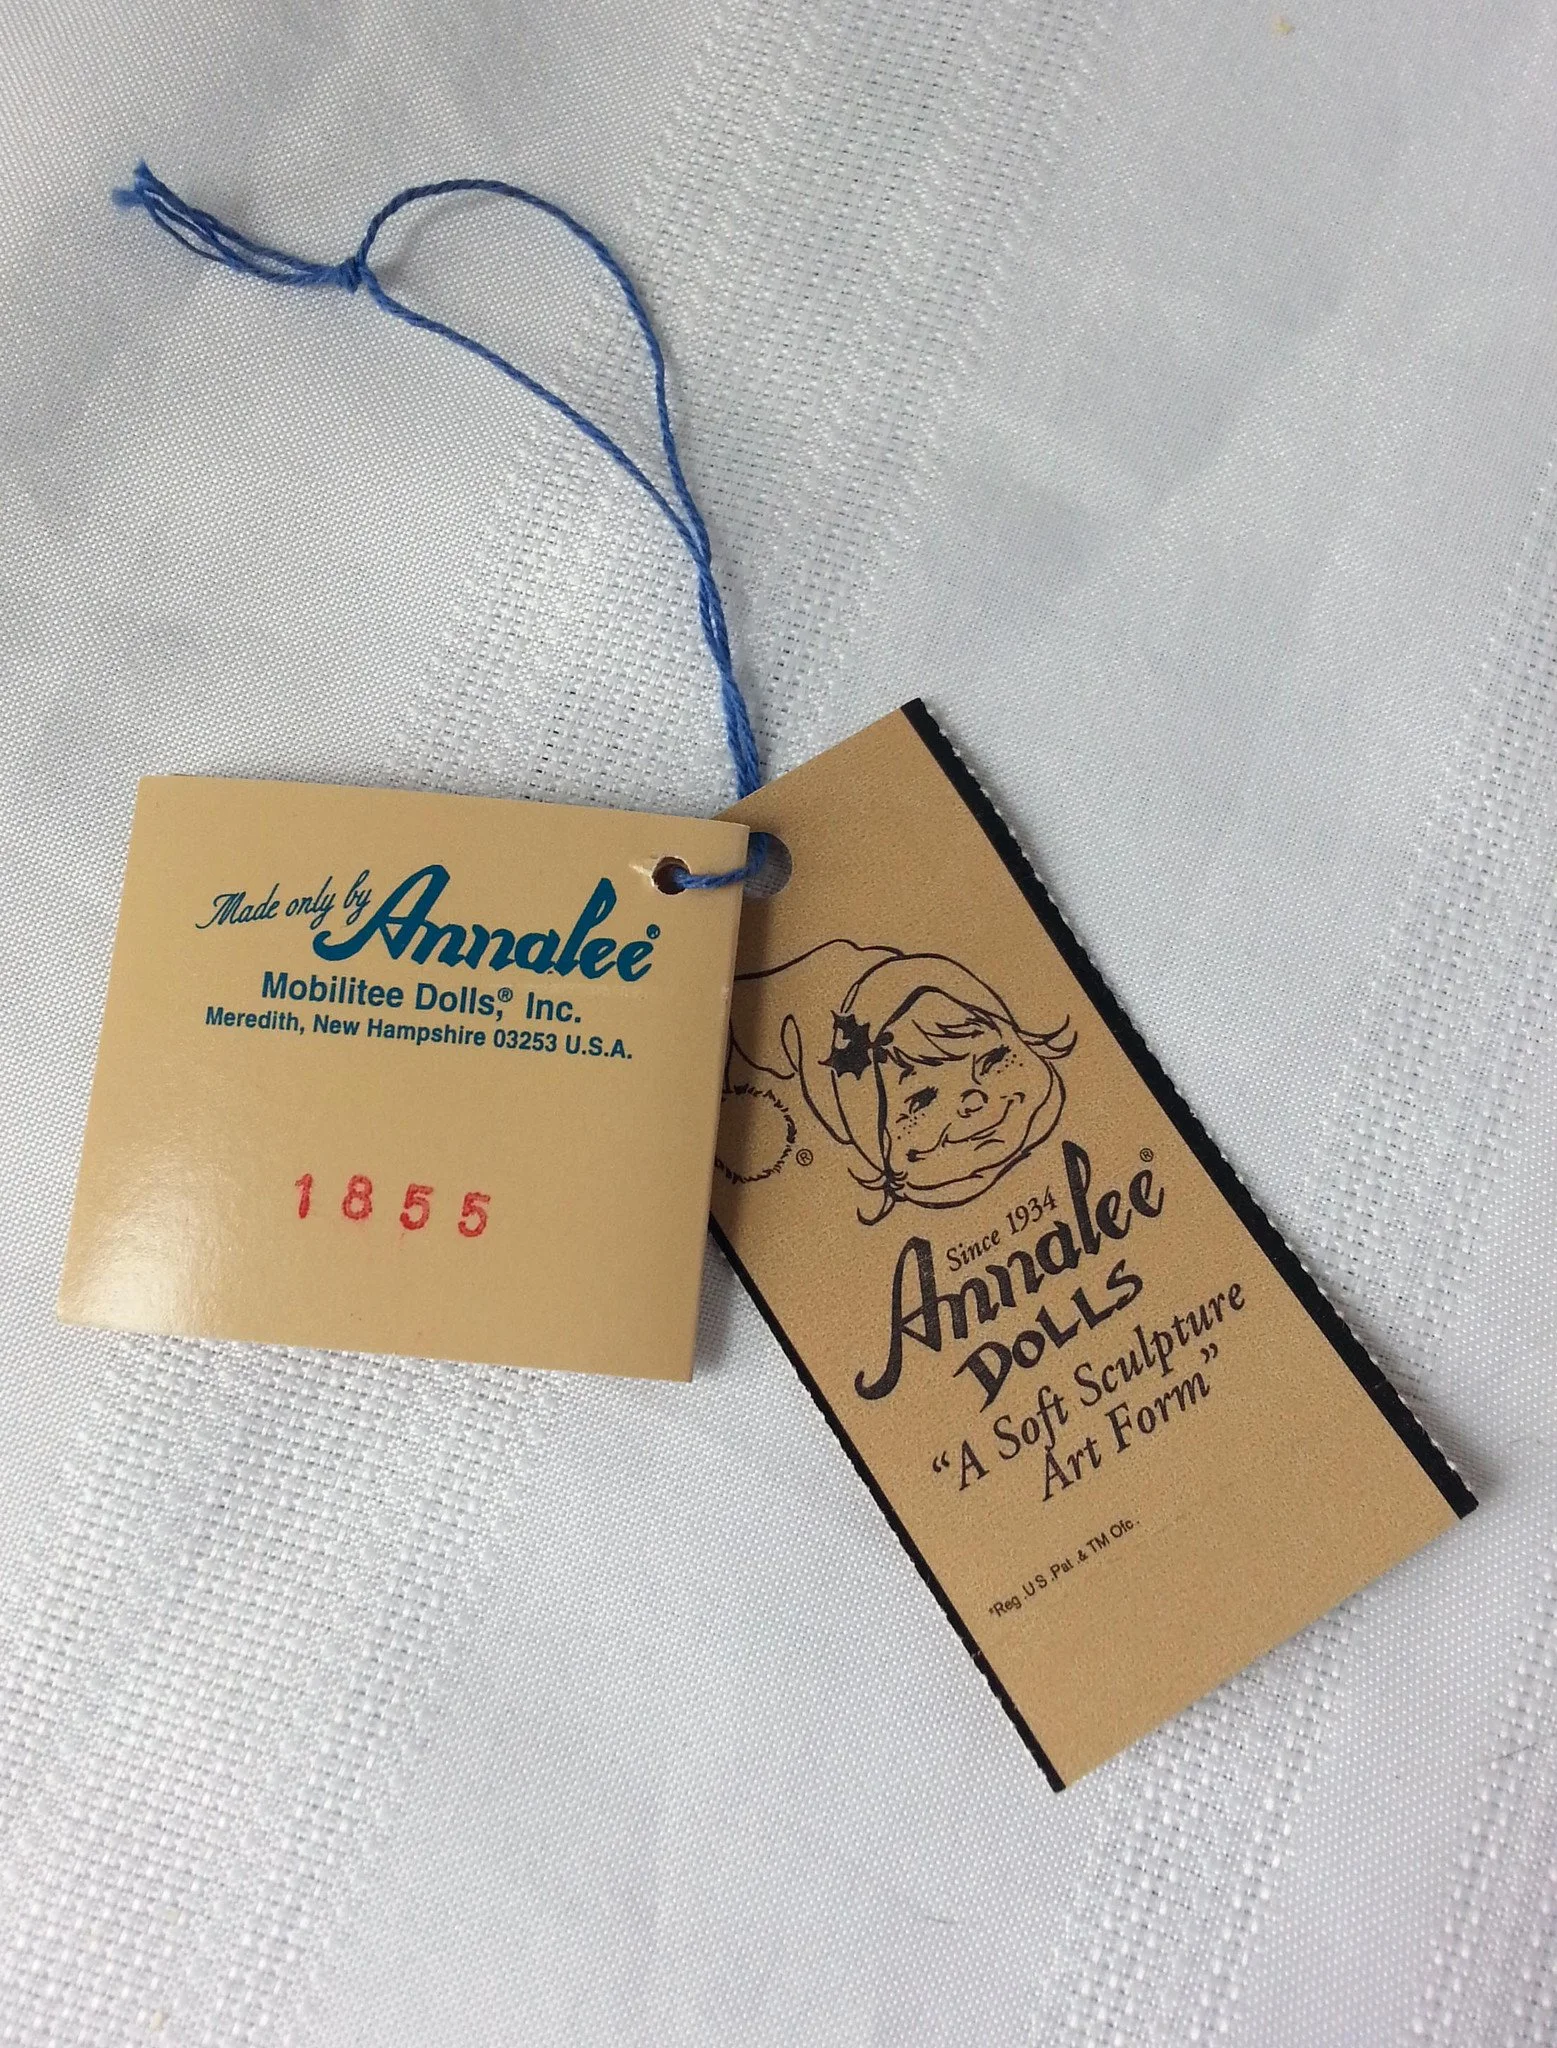 Made only by Annalee®
Mobilitee Dolls,® Inc.
Meredith, New Hampshire 03253 U.S.A.
1855
®
Since 1934
Annalee®
DOLLS
“A Soft Sculpture
Art Form”
*Reg.U.S.Pat.& TM Ofc.